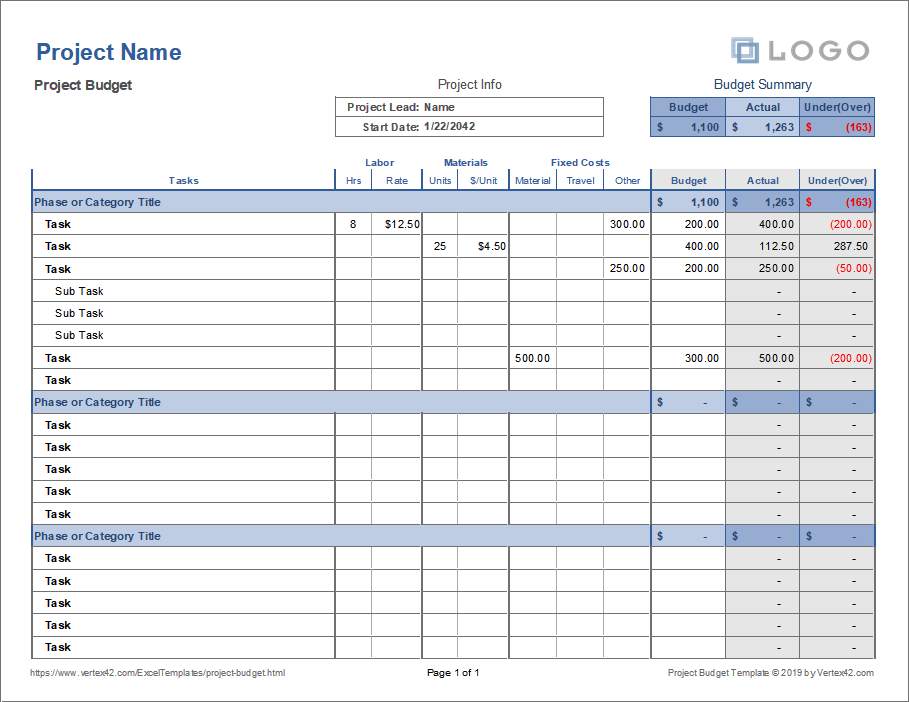 Project Name
LOGO
Project Budget Project Info Budget Summary
Project Lead: Name Budget Actual Under(Over)
Start Date: 1/22/2042 $ 1,100 $ 1,263 $ (163)
Labor Materials Fixed Costs
Tasks Hrs Rate Units $/Unit Material Travel Other Budget Actual Under(Over)
Phase or Category Title $ 1,100 $ 1,263 $ (163)
Task 8 $12.50 300.00 200.00 400.00 (200.00)
Task 25 $4.50 400.00 112.50 287.50
Task 250.00 200.00 250.00 (50.00)
Sub Task - -
Sub Task - -
Sub Task - -
Task 500.00 300.00 500.00 (200.00)
Task - -
Phase or Category Title $ - $ - $ -
Task - -
Task - -
Task - -
Task - -
Task - -
Phase or Category Title $ - $ - $ -
Task - -
Task - -
Task - -
Task - -
Task - -
https://www.vertex42.com/ExcelTemplates/project-budget.html Page 1 of 1 Project Budget Template © 2019 by Vertex42.com